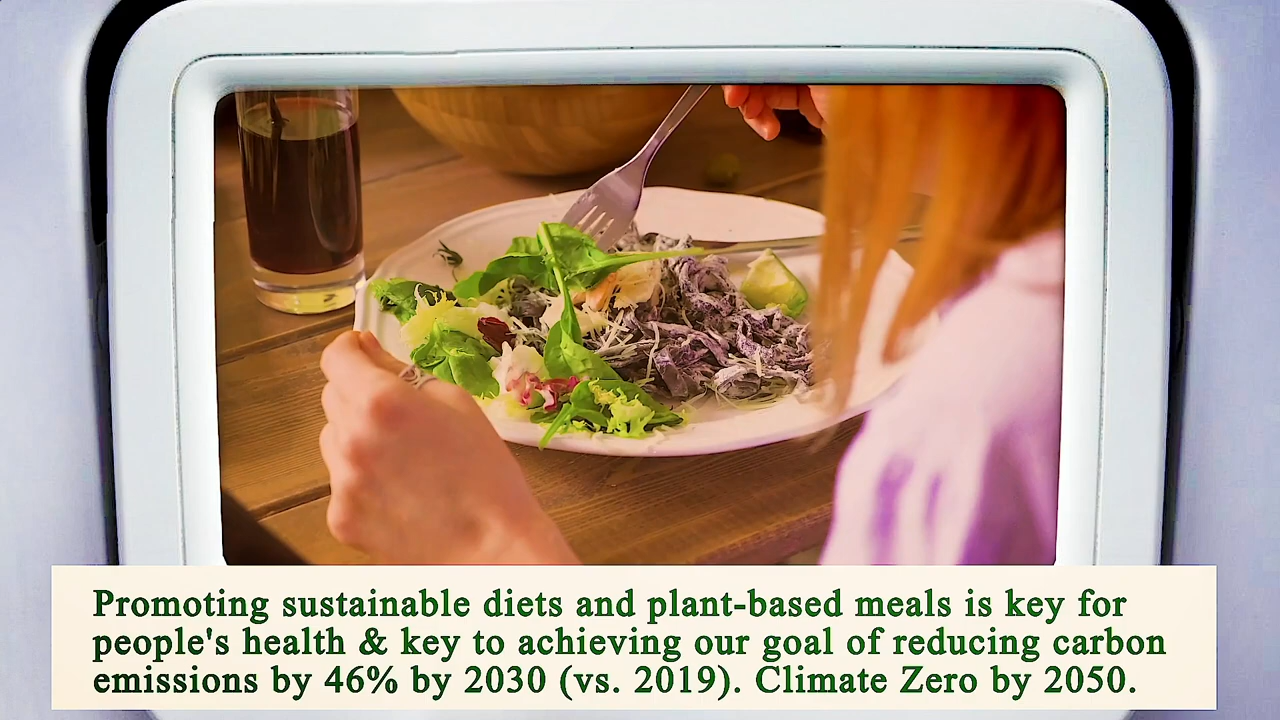 Promoting sustainable diets and plant-based meals is key for
people's health & key to achieving our goal of reducing carbon
emissions by 46% by 2030 (vs. 2019). Climate Zero by 2050.